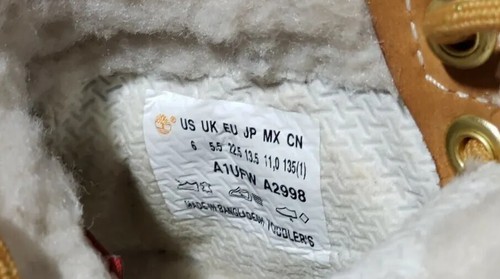 US UK EU JP MX CN
6 5.5 22.5 13.5 11,0 135(1)
A1UFW A2998
MADE IN BANGLADESH TODDLER'S